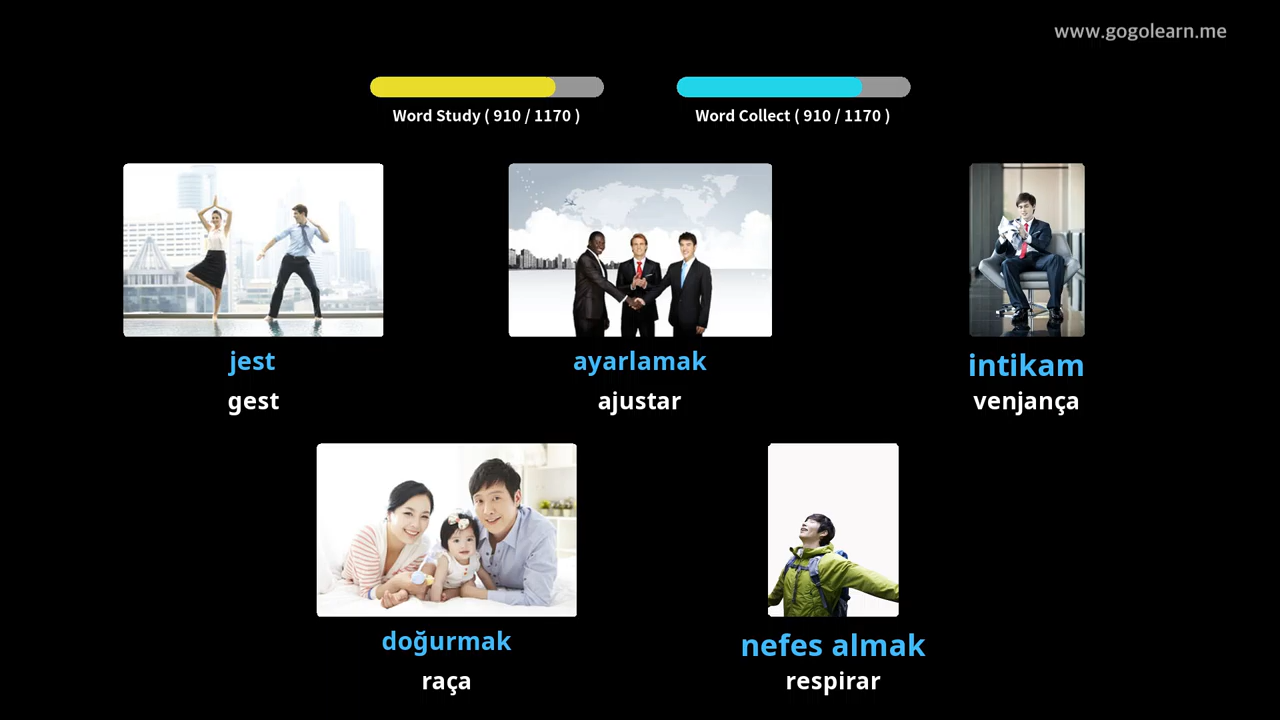 www.gogolearn.me
Word Study ( 910 / 1170 )
Word Collect ( 910 / 1170 )
jest
gest
ayarlamak
ajustar
intikam
venjança
doğurmak
raça
nefes almak
respirar